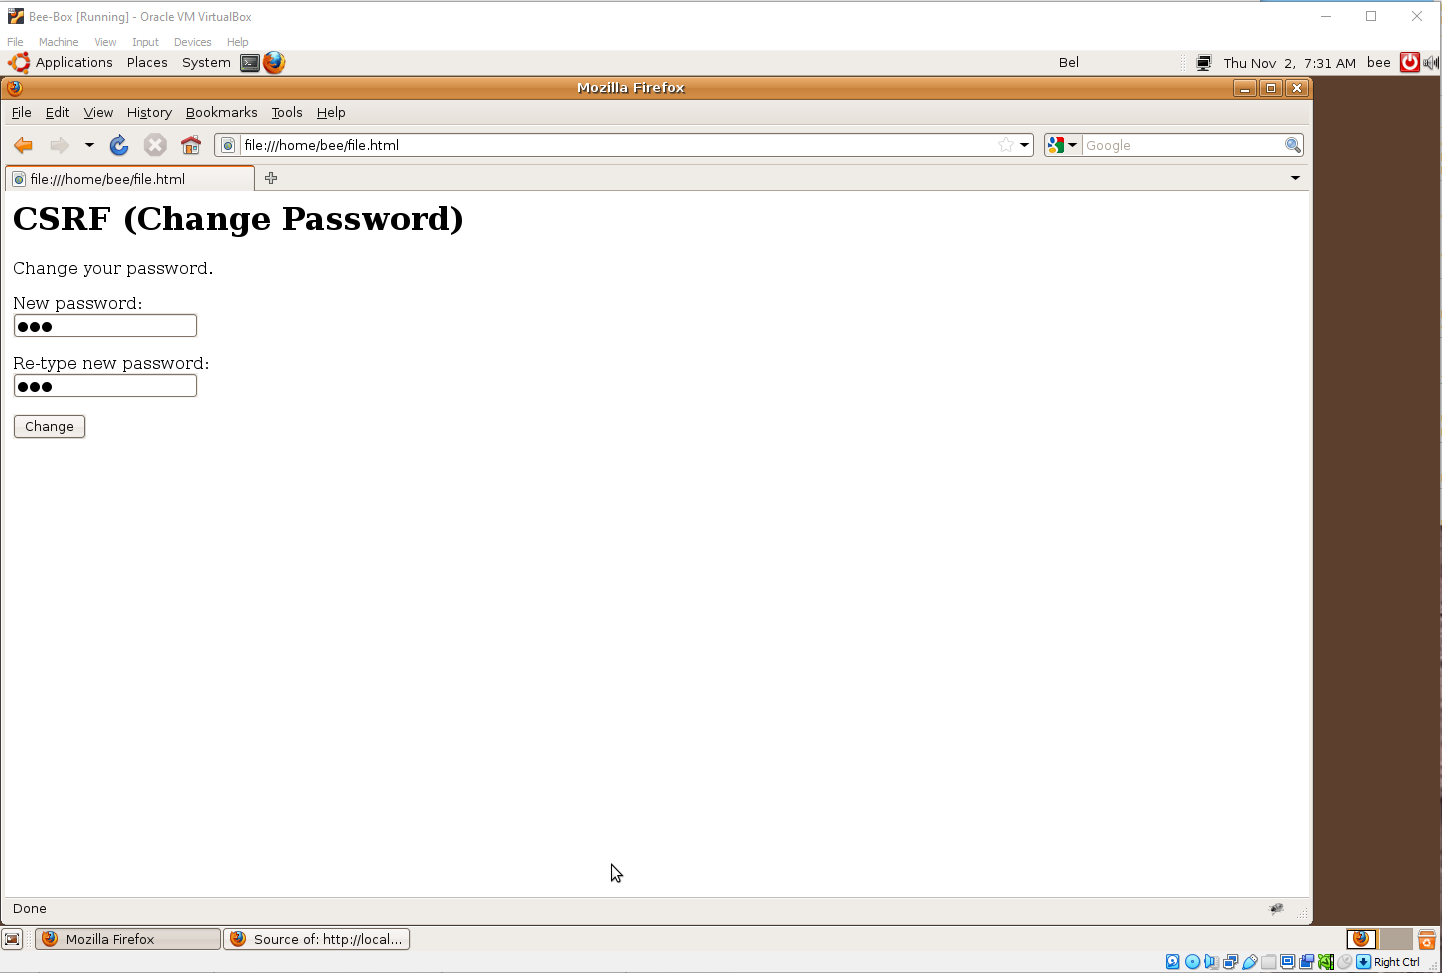 Bee-Box [Running] - Oracle VM VirtualBox
File Machine View Input Devices Help
Applications Places System Bel Thu Nov 2, 7:31 AM bee
Mozilla Firefox
File Edit View History Bookmarks Tools Help
file:///home/bee/file.html Google
file:///home/bee/file.html
CSRF (Change Password)
Change your password.
New password:
●●●
Re-type new password:
●●●
Change
Done
Mozilla Firefox Source of: http://local...
Right Ctrl